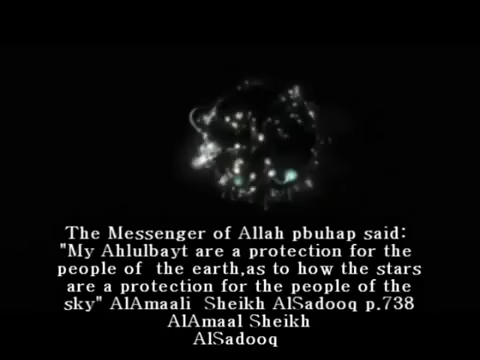 The Messenger of Allah pbuhap said:
"My Ahlulbayt are a protection for the
people of the earth,as to how the stars
are a protection for the people of the
sky" AlAmaali Sheikh AlSadooq p.738
AlAmaal Sheikh
AlSadooq